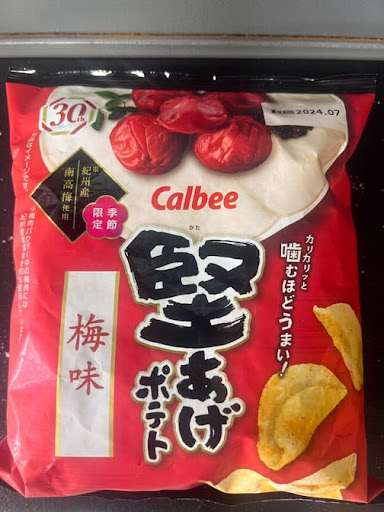 30th
2024.07
※紀州産
南高梅使用
季節
限定
Calbee
かた
堅あげ
ポテト
カリカリッと
噛むほどうまい!
梅味